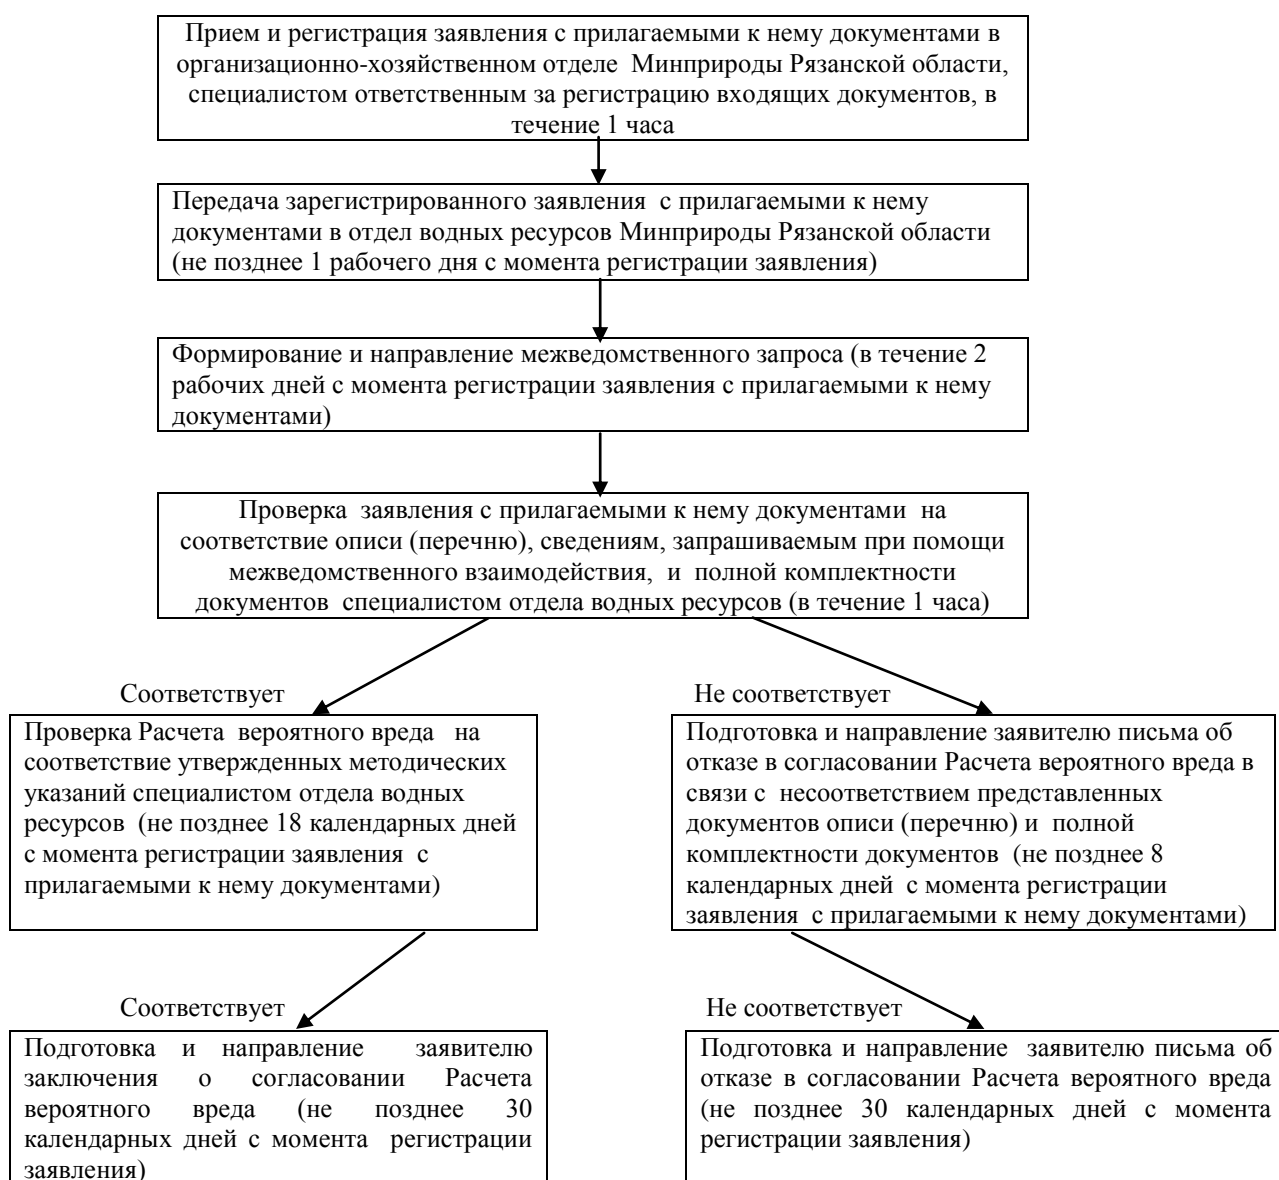 Прием и регистрация заявления с прилагаемыми к нему документами в
организационно-хозяйственном отделе Минприроды Рязанской области,
специалистом ответственным за регистрацию входящих документов, в
течение 1 часа
Передача зарегистрированного заявления с прилагаемыми к нему
документами в отдел водных ресурсов Минприроды Рязанской области
(не позднее 1 рабочего дня с момента регистрации заявления)
Формирование и направление межведомственного запроса (в течение 2
рабочих дней с момента регистрации заявления с прилагаемыми к нему
документами)
Проверка заявления с прилагаемыми к нему документами на
соответствие описи (перечню), сведениям, запрашиваемым при помощи
межведомственного взаимодействия, и полной комплектности
документов специалистом отдела водных ресурсов (в течение 1 часа)
Соответствует
Проверка Расчета вероятного вреда на
соответствие утвержденных методических
указаний специалистом отдела водных
ресурсов (не позднее 18 календарных дней
с момента регистрации заявления с
прилагаемыми к нему документами)
Не соответствует
Подготовка и направление заявителю письма об
отказе в согласовании Расчета вероятного вреда в
связи с несоответствием представленных
документов описи (перечню) и полной
комплектности документов (не позднее 8
календарных дней с момента регистрации
заявления с прилагаемыми к нему документами)
Соответствует
Подготовка и направление заявителю
заключения о согласовании Расчета
вероятного вреда (не позднее 30
календарных дней с момента регистрации
заявления)
Не соответствует
Подготовка и направление заявителю письма об
отказе в согласовании Расчета вероятного вреда
(не позднее 30 календарных дней с момента
регистрации заявления)